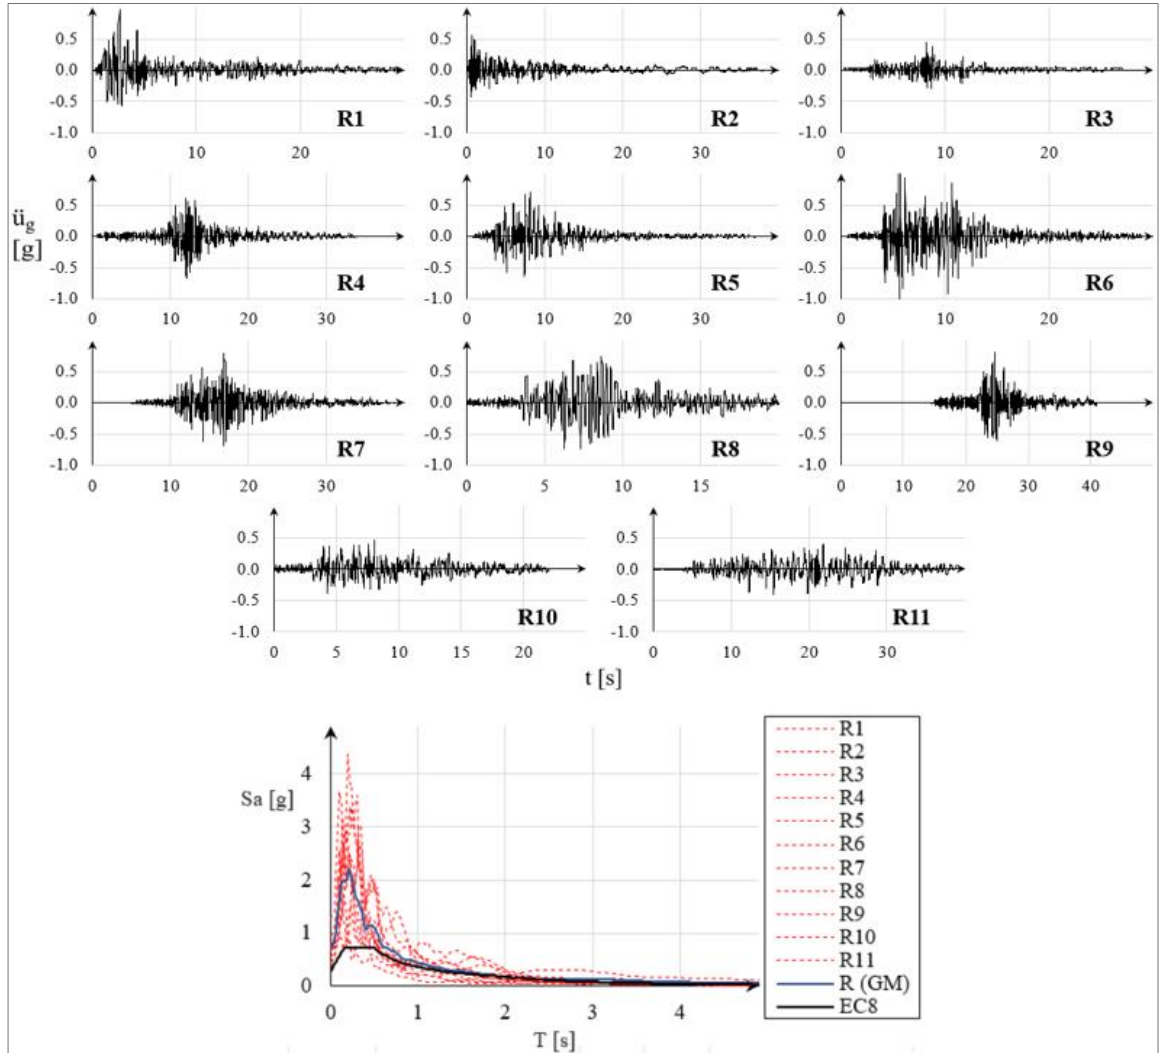 0.5 0.5 0.5
0.0 0.0 0.0
-0.5 -0.5 -0.5
-1.0 R1 -1.0 R2 -1.0 R3
0 10 20 0 10 20 30 0 10 20
0.5 0.5 0.5
üg
[g]
0.0 0.0 0.0
-0.5 -0.5 -0.5
-1.0 R4 -1.0 R5 -1.0 R6
0 10 20 30 0 10 20 30 0 10 20
0.5 0.5 0.5
0.0 0.0 0.0
-0.5 -0.5 -0.5
-1.0 R7 -1.0 R8 -1.0 R9
0 10 20 30 0 5 10 15 0 10 20 30 40
0.5 0.5
0.0 0.0
-0.5 -0.5
-1.0 R10 -1.0 R11
0 5 10 15 20 0 10 20 30
t [s]
Sa [g]
4
3
2
1
0
0 1 2 3 4
T [s]
R1
R2
R3
R4
R5
R6
R7
R8
R9
R10
R11
R (GM)
EC8